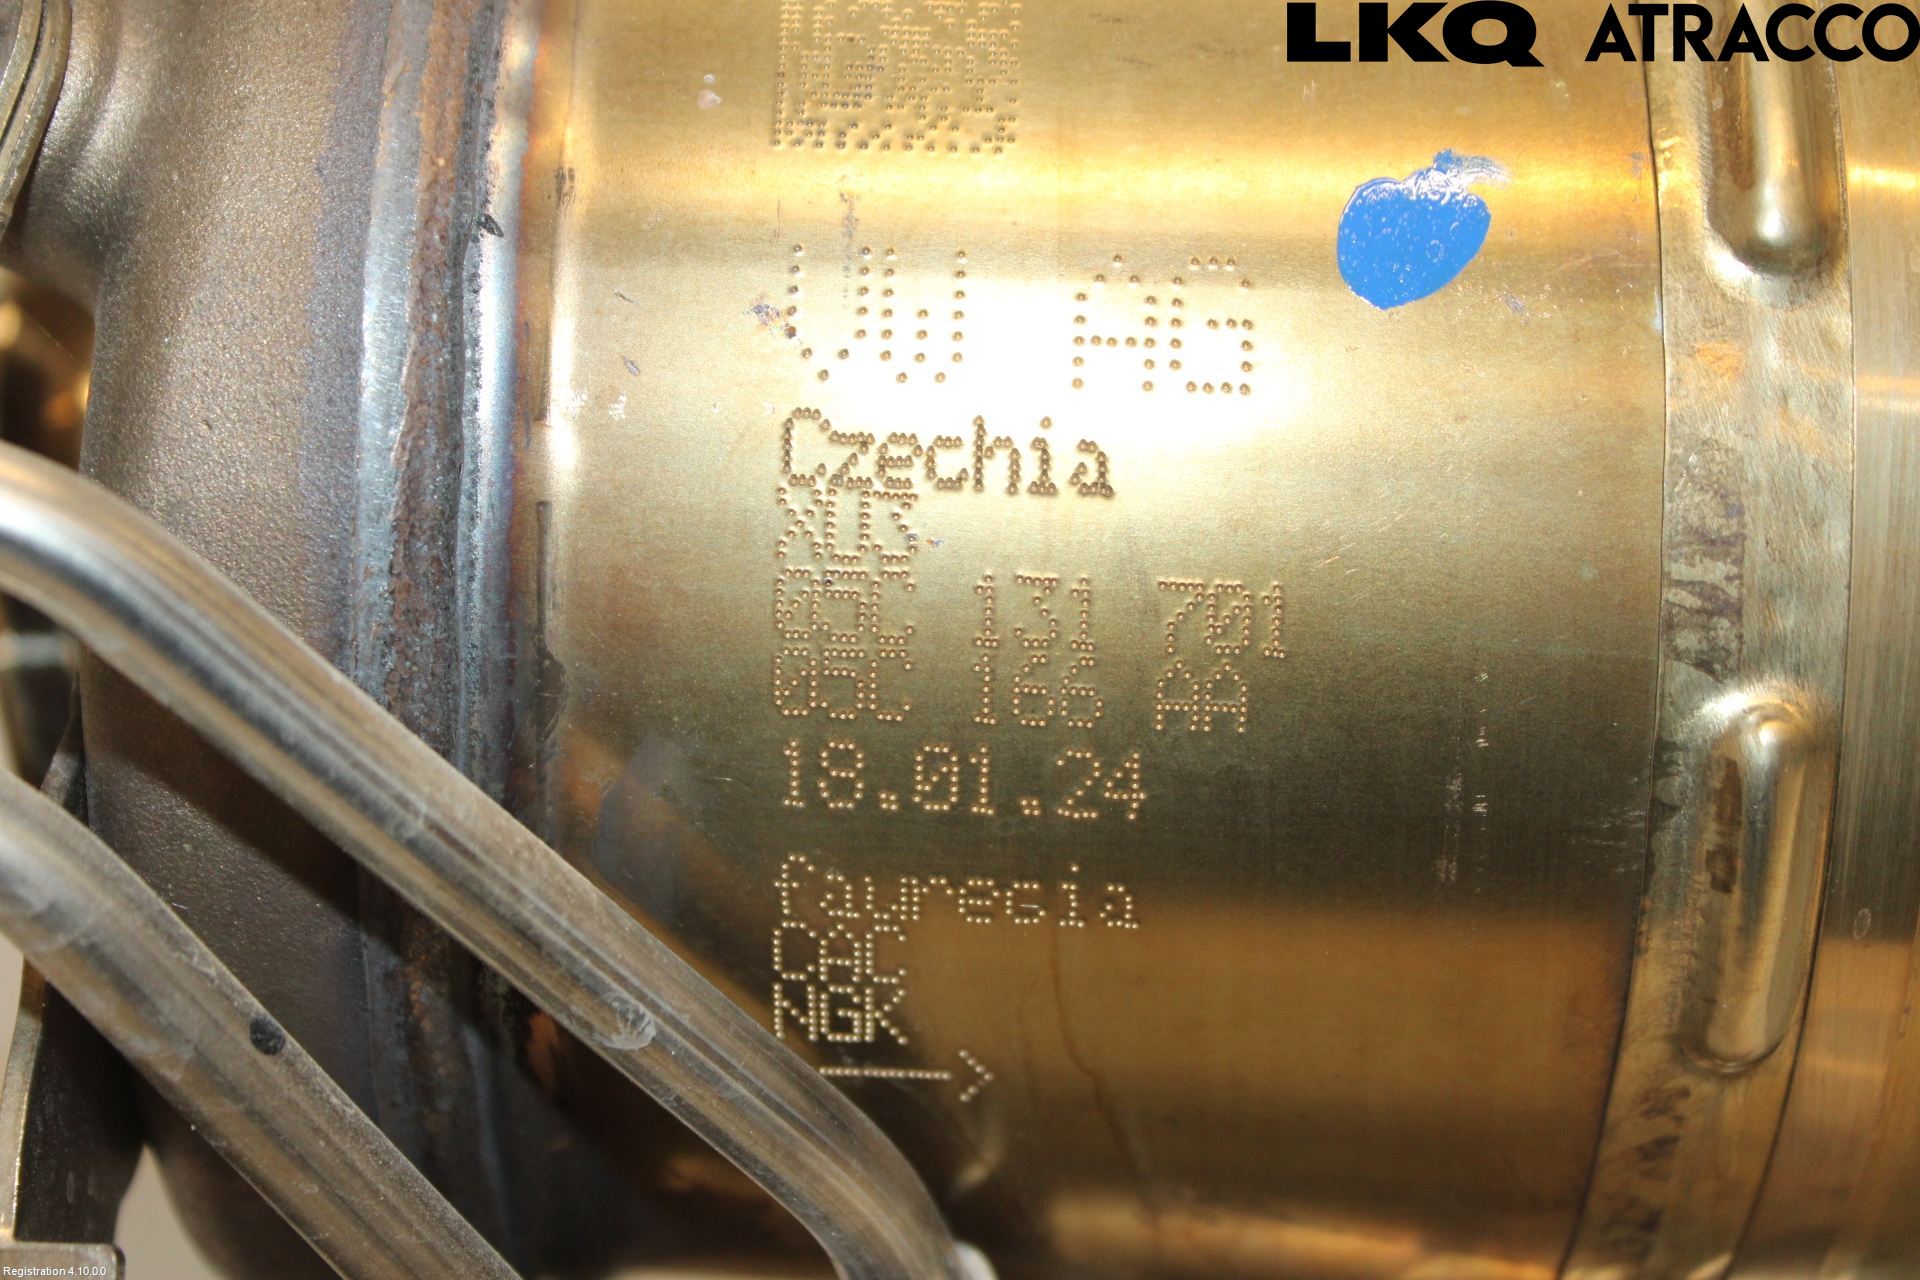 LKQ ATRACCO
VW AG
Czechia
XU3
05C 131 701
05C 166 AA
18.01.24
faurecia
CAC
NGK
Registration 4.10.0.0